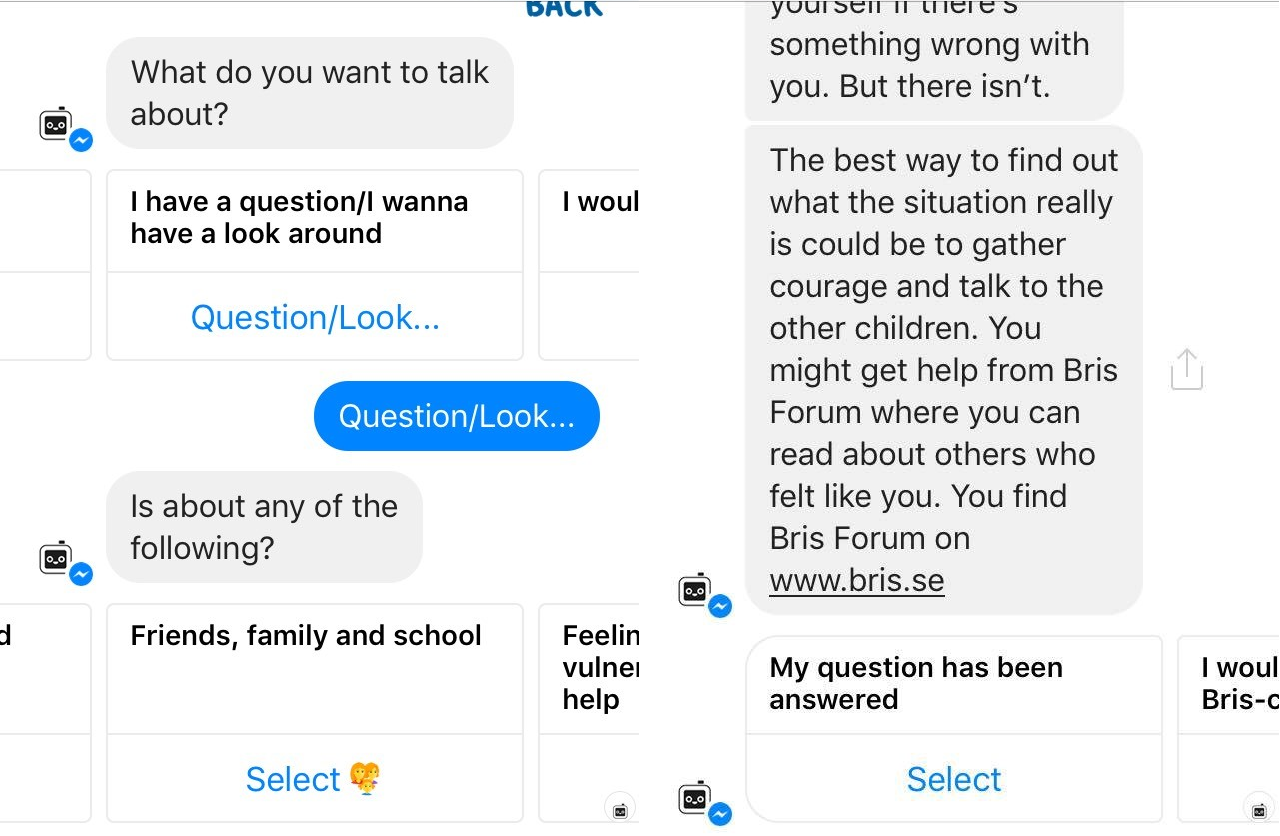 BACK
What do you want to talk
about?
I have a question/I wanna
have a look around
I woul
Question/Look...
Question/Look...
Is about any of the
following?
d
Friends, family and school
Feelin
vulner
help
Select
yourself if there's
something wrong with
you. But there isn't.
The best way to find out
what the situation really
is could be to gather
courage and talk to the
other children. You
might get help from Bris
Forum where you can
read about others who
felt like you. You find
Bris Forum on
www.bris.se
My question has been
answered
I woul
Bris-c
Select